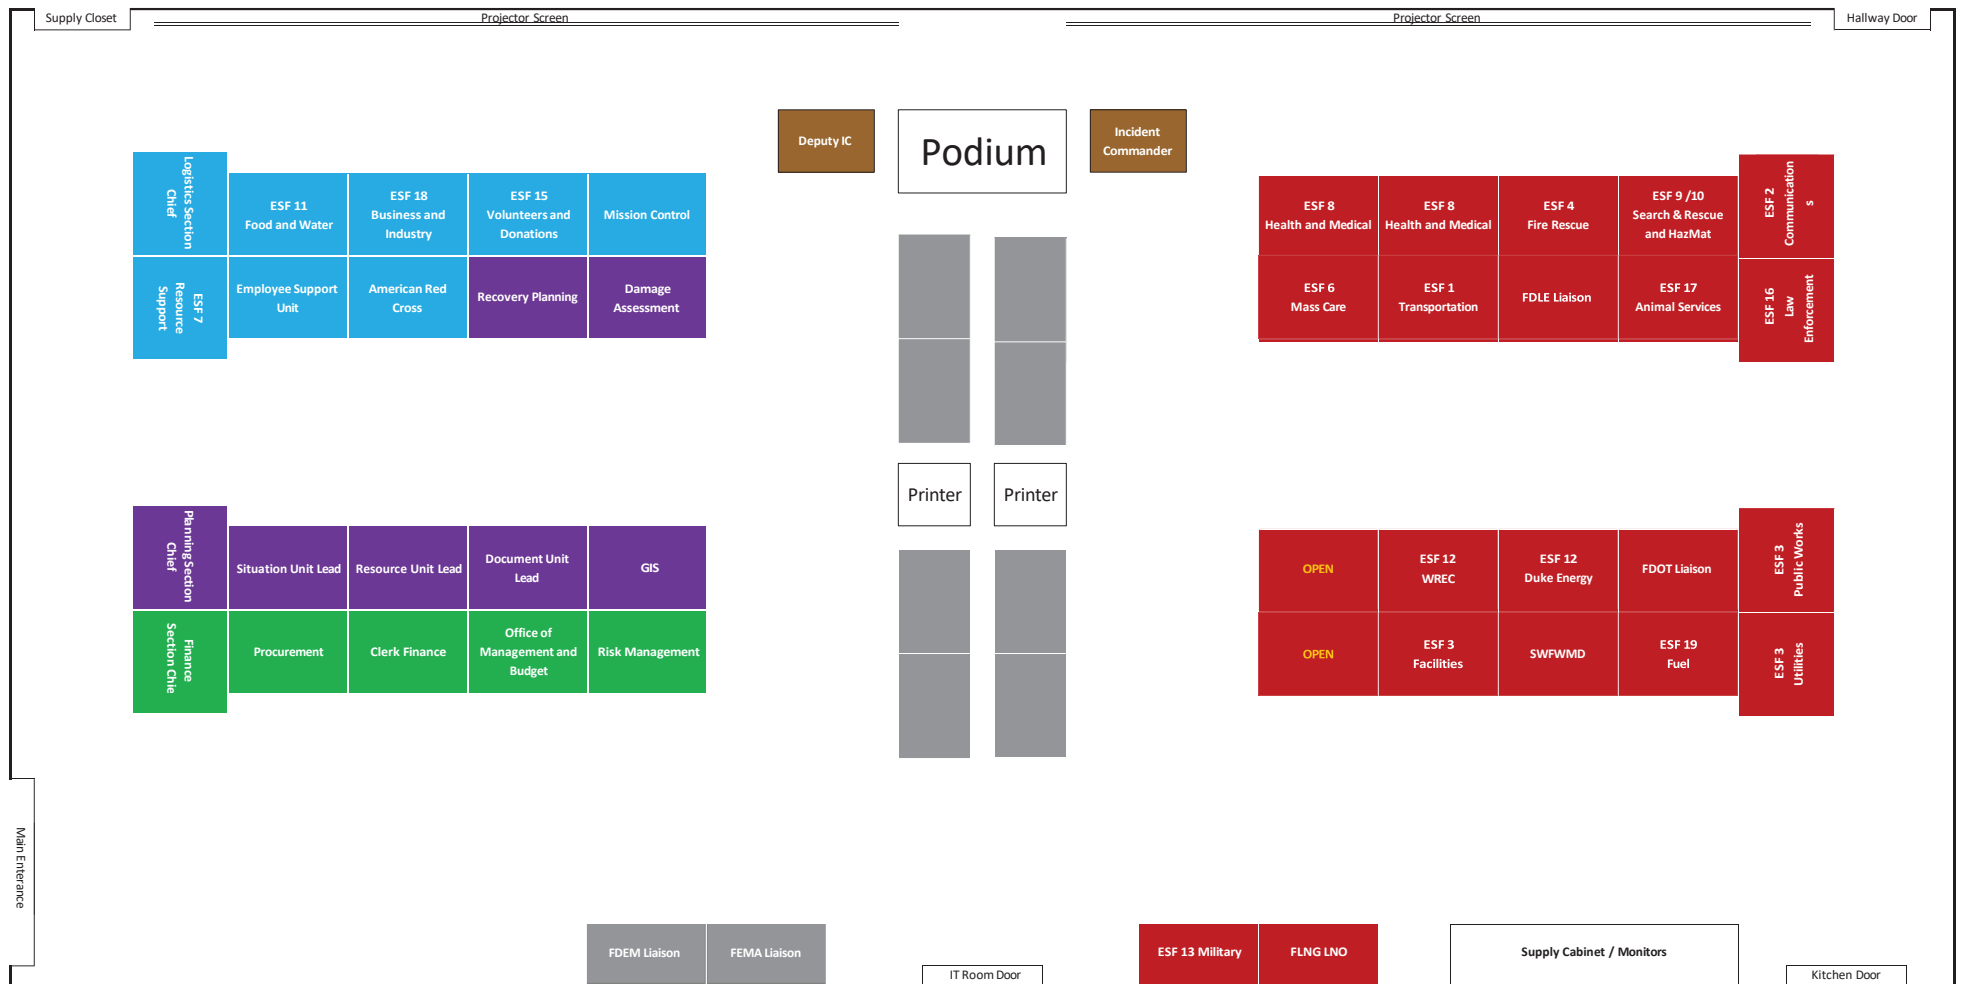 Supply Closet
Projector Screen
Projector Screen
Hallway Door
Deputy IC
Podium
Incident
Commander
Logistics Section
Chief
ESF 11
Food and Water
ESF 18
Business and
Industry
ESF 15
Volunteers and
Donations
Mission Control
ESF 7
Resource
Support
Employee Support
Unit
American Red
Cross
Recovery Planning
Damage
Assessment
ESF 8
Health and Medical
ESF 8
Health and Medical
ESF 4
Fire Rescue
ESF 9 /10
Search & Rescue
and HazMat
ESF 2
Communication
s
ESF 6
Mass Care
ESF 1
Transportation
FDLE Liaison
ESF 17
Animal Services
ESF 16
Law
Enforcement
Printer
Printer
Planning Section
Chief
Situation Unit Lead
Resource Unit Lead
Document Unit
Lead
GIS
Finance
Section Chie
Procurement
Clerk Finance
Office of
Management and
Budget
Risk Management
OPEN
ESF 12
WREC
ESF 12
Duke Energy
FDOT Liaison
ESF 3
Public Works
OPEN
ESF 3
Facilities
SWFWMD
ESF 19
Fuel
ESF 3
Utilities
Main Enterance
FDEM Liaison
FEMA Liaison
IT Room Door
ESF 13 Military
FLNG LNO
Supply Cabinet / Monitors
Kitchen Door